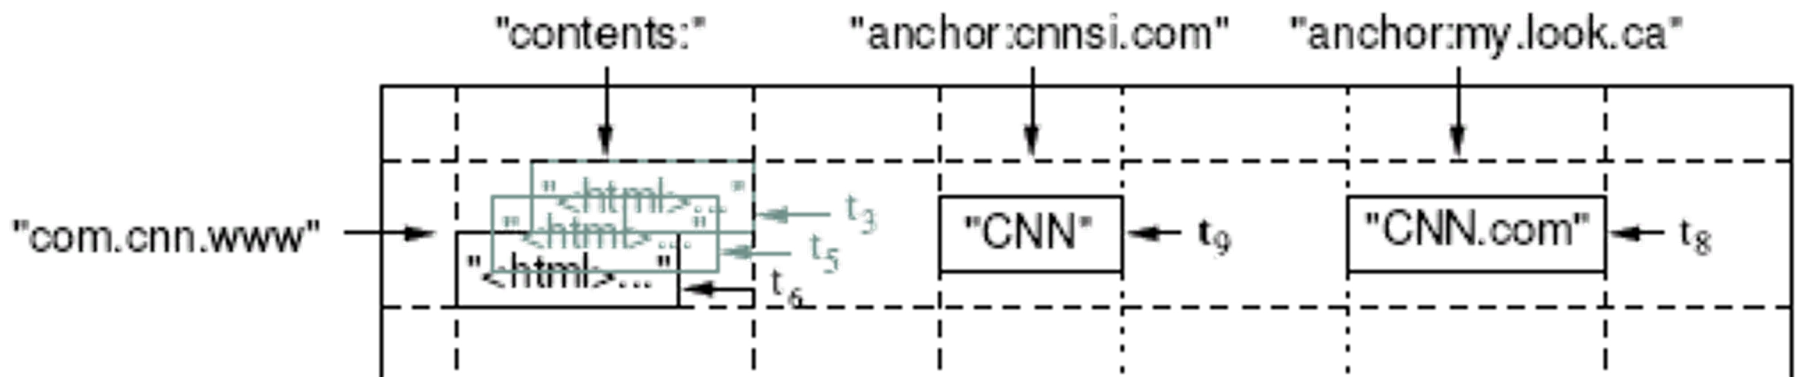 "contents:" "anchor:cnnsi.com" "anchor:my.look.ca"
"<html>... "
t3
"com.cnn.www" "<html>... " "CNN" t9 "CNN.com" t8
t5
"<html>... "
t6